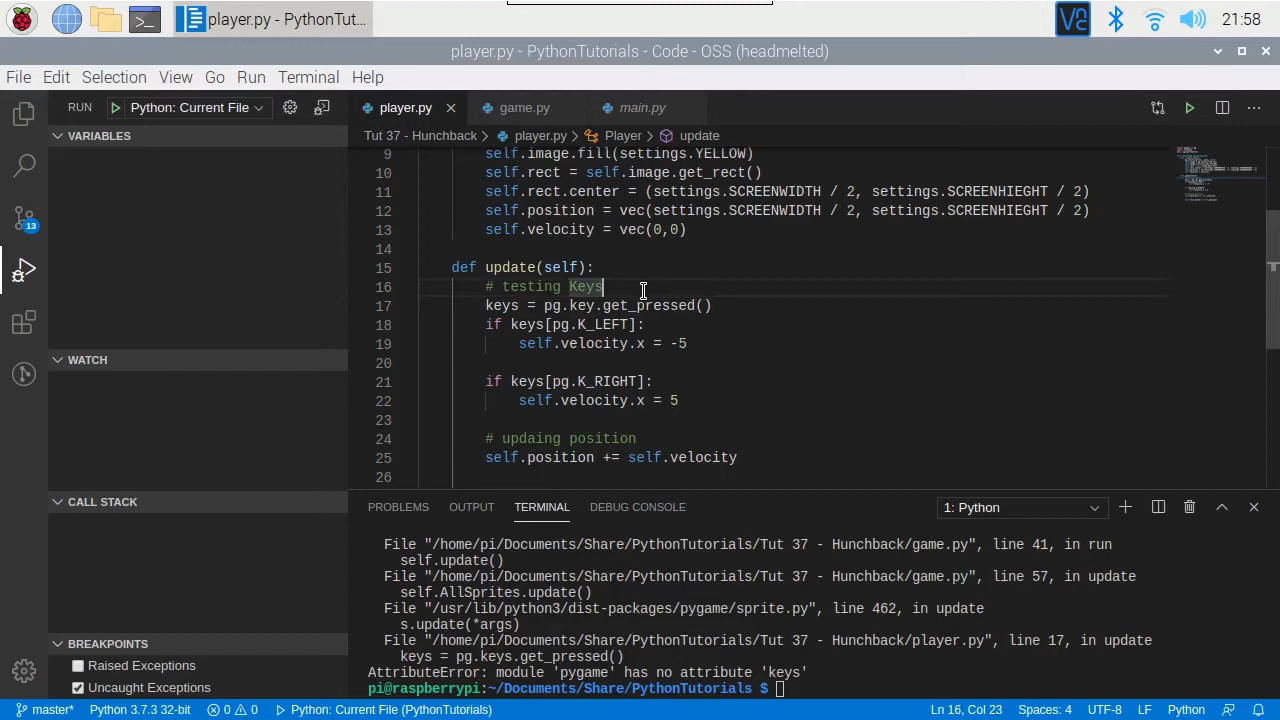 player.py - PythonTut...
21:58
player.py - PythonTutorials - Code - OSS (headmelted)
File Edit Selection View Go Run Terminal Help
RUN Python: Current File
player.py game.py main.py
Tut 37 - Hunchback > player.py > Player > update
VARIABLES
9 self.image.fill(settings.YELLOW)
10 self.rect = self.image.get_rect()
11 self.rect.center = (settings.SCREENWIDTH / 2, settings.SCREENHIEGHT / 2)
12 self.position = vec(settings.SCREENWIDTH / 2, settings.SCREENHIEGHT / 2)
13 self.velocity = vec(0,0)
14
15 def update(self):
16 # testing Keys
17 keys = pg.key.get_pressed()
18 if keys[pg.K_LEFT]:
19 self.velocity.x = -5
20
21 if keys[pg.K_RIGHT]:
22 self.velocity.x = 5
23
24 # updaing position
25 self.position += self.velocity
26
13
WATCH
CALL STACK
BREAKPOINTS
Raised Exceptions
Uncaught Exceptions
PROBLEMS OUTPUT TERMINAL DEBUG CONSOLE 1: Python
File "/home/pi/Documents/Share/PythonTutorials/Tut 37 - Hunchback/game.py", line 41, in run
self.update()
File "/home/pi/Documents/Share/PythonTutorials/Tut 37 - Hunchback/game.py", line 57, in update
self.AllSprites.update()
File "/usr/lib/python3/dist-packages/pygame/sprite.py", line 462, in update
s.update(*args)
File "/home/pi/Documents/Share/PythonTutorials/Tut 37 - Hunchback/player.py", line 17, in update
keys = pg.keys.get_pressed()
AttributeError: module 'pygame' has no attribute 'keys'
pi@raspberrypi:~/Documents/Share/PythonTutorials $
master* Python 3.7.3 32-bit 0 0 Python: Current File (PythonTutorials) Ln 16, Col 23 Spaces: 4 UTF-8 LF Python